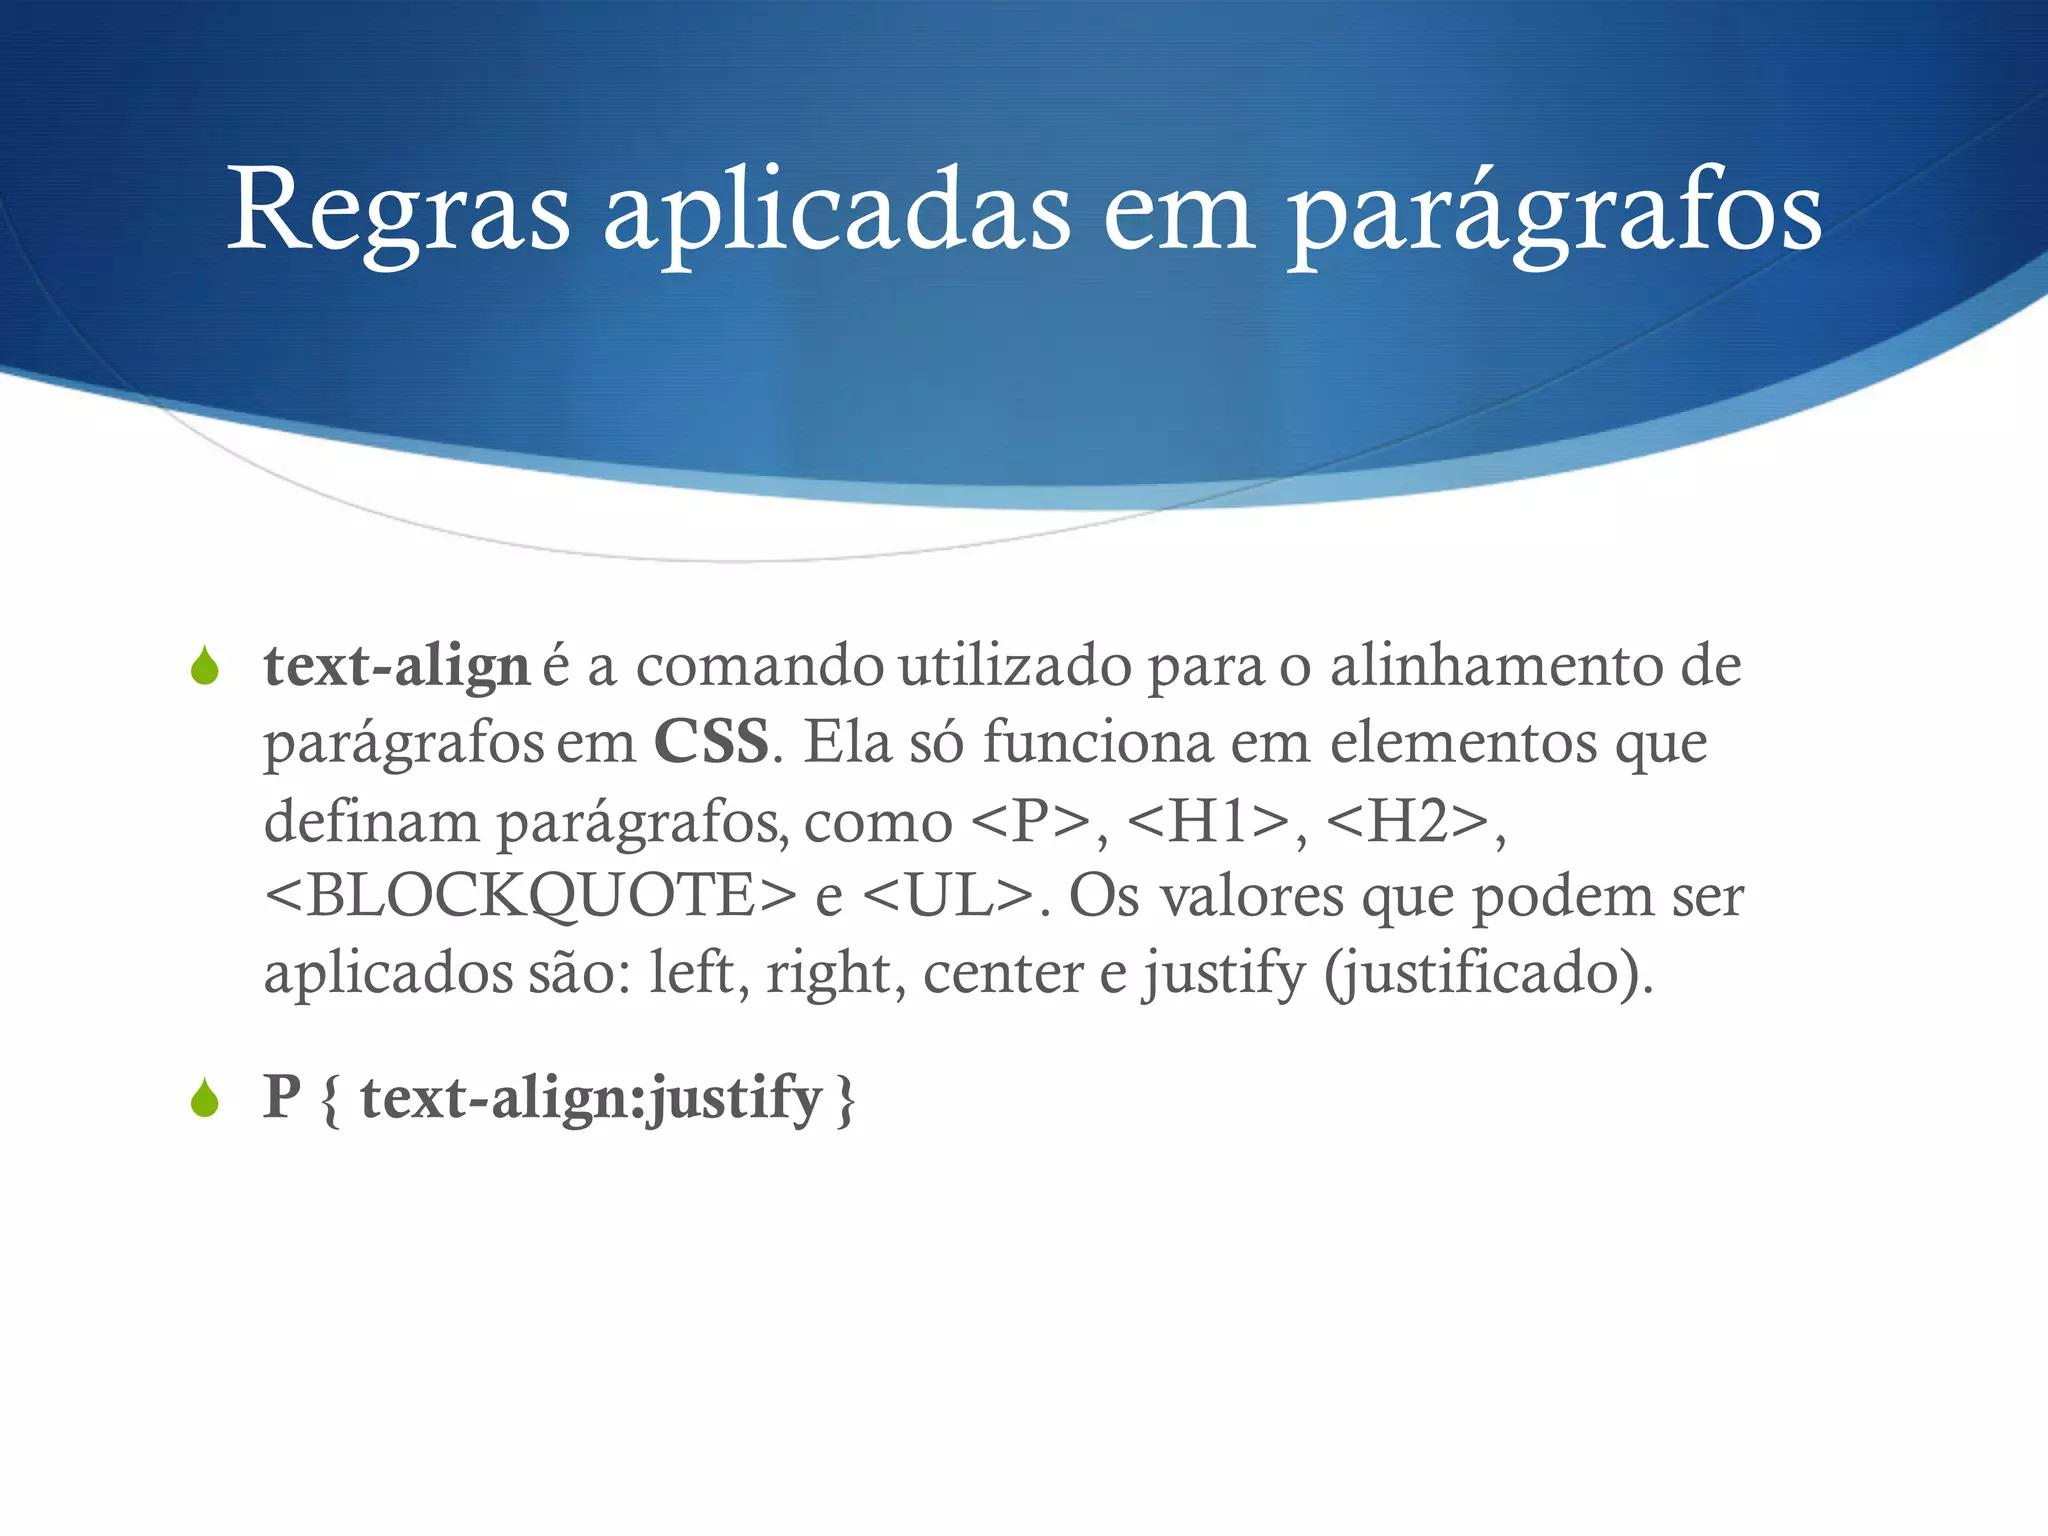 Regras aplicadas em parágrafos
text-align é a comando utilizado para o alinhamento de
parágrafos em CSS. Ela só funciona em elementos que
definam parágrafos, como <P>, <H1>, <H2>,
<BLOCKQUOTE> e <UL>. Os valores que podem ser
aplicados são: left, right, center e justify (justificado).
P { text-align:justify }